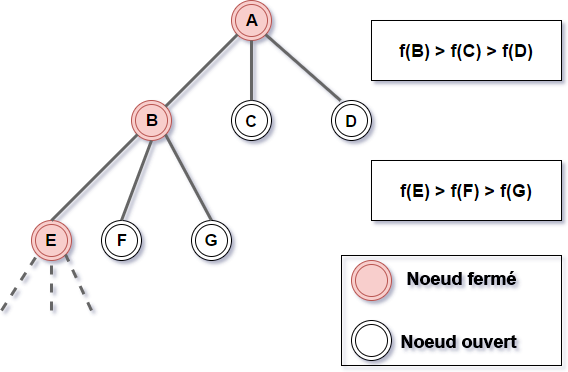 A
f(B) > f(C) > f(D)
B
C
D
f(E) > f(F) > f(G)
E
F
G
Noeud fermé
Noeud ouvert